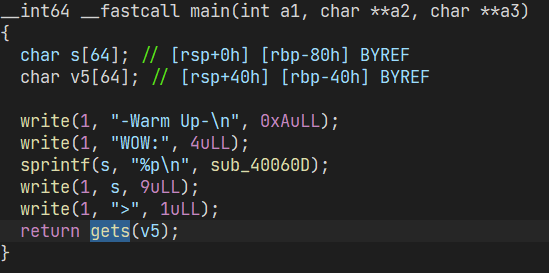 __int64 __fastcall main(int a1, char **a2, char **a3)
{
  char s[64]; // [rsp+0h] [rbp-80h] BYREF
  char v5[64]; // [rsp+40h] [rbp-40h] BYREF

  write(1, "-Warm Up-\n", 0xAuLL);
  write(1, "WOW:", 4uLL);
  sprintf(s, "%p\n", sub_40060D);
  write(1, s, 9uLL);
  write(1, ">", 1uLL);
  return gets(v5);
}